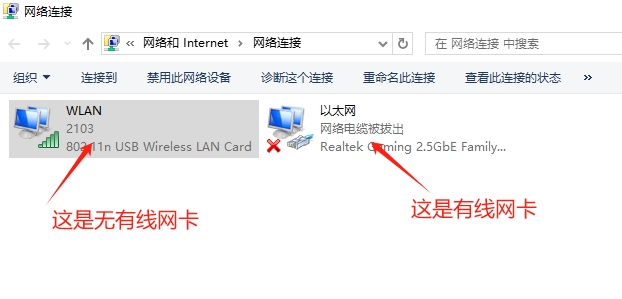 网络连接
« 网络和 Internet › 网络连接
在 网络连接 中搜索
组织 连接到 禁用此网络设备 诊断这个连接 重命名此连接 查看此连接的状态 »
WLAN
2103
802.11n USB Wireless LAN Card
以太网
网络电缆被拔出
Realtek Gaming 2.5GbE Family...
这是无有线网卡
这是有线网卡